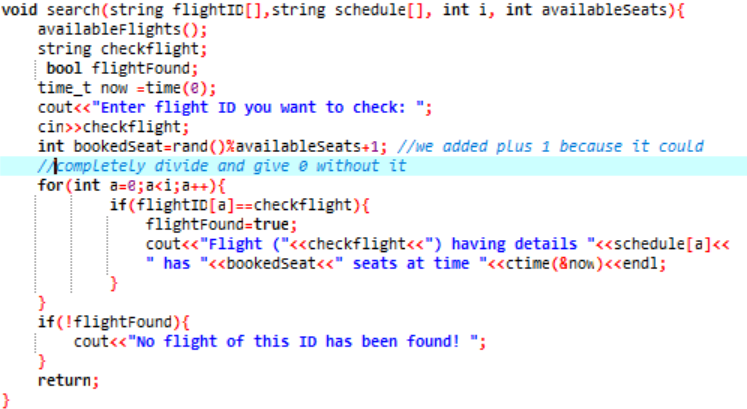 void search(string flightID[],string schedule[], int i, int availableSeats){
    availableFlights();
    string checkflight;
     bool flightFound;
    time_t now =time(0);
    cout<<"Enter flight ID you want to check: ";
    cin>>checkflight;
    int bookedSeat=rand()%availableSeats+1; //we added plus 1 because it could
    //completely divide and give 0 without it
    for(int a=0;a<i;a++){
            if(flightID[a]==checkflight){
                flightFound=true;
                cout<<"Flight ("<<checkflight<<") having details "<<schedule[a]<<
                " has "<<bookedSeat<<" seats at time "<<ctime(&now)<<endl;
            }
    }
    if(!flightFound){
        cout<<"No flight of this ID has been found! ";
    }
    return;
}